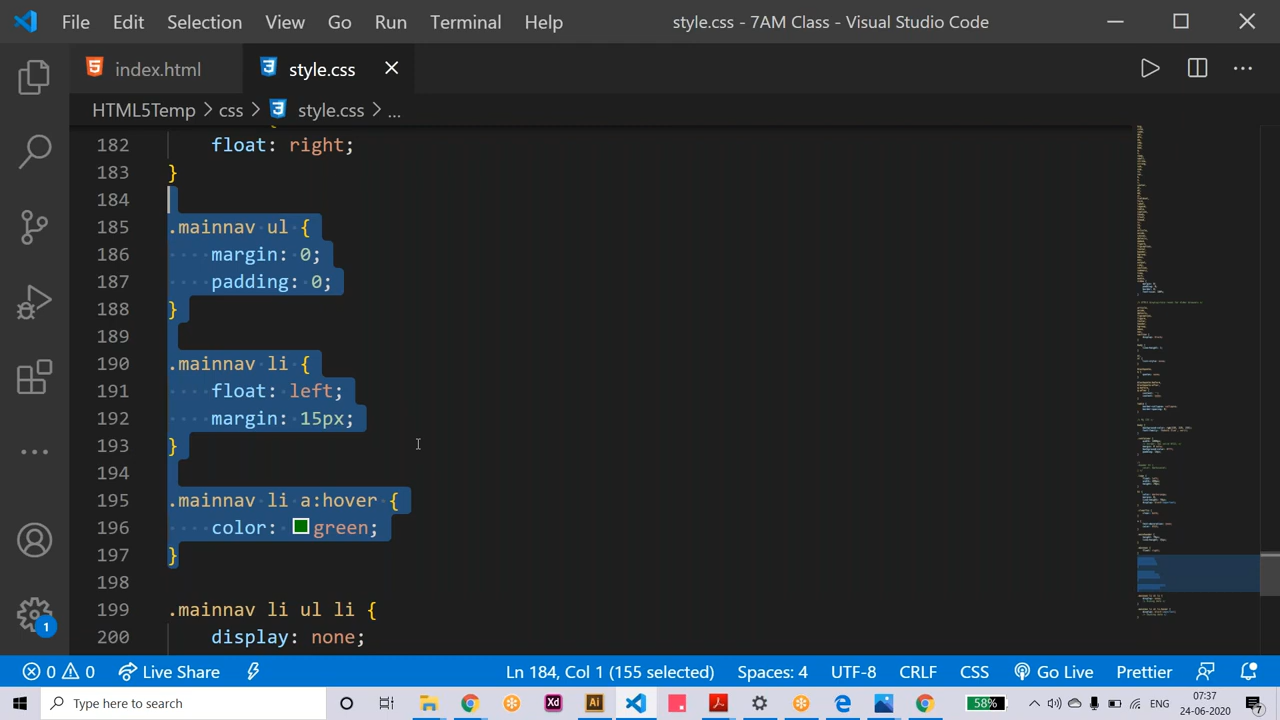 File Edit Selection View Go Run Terminal Help style.css - 7AM Class - Visual Studio Code
index.html style.css
HTML5Temp > css > style.css > ...
182 float: right;
183 }
184
185 .mainnav ul {
186 margin: 0;
187 padding: 0;
188 }
189
190 .mainnav li {
191 float: left;
192 margin: 15px;
193 }
194
195 .mainnav li a:hover {
196 color: green;
197 }
198
199 .mainnav li ul li {
200 display: none;
1 0 0 Live Share Ln 184, Col 1 (155 selected) Spaces: 4 UTF-8 CRLF CSS Go Live Prettier
Type here to search Xd Ai 58% ENG 07:37
24-06-2020 7